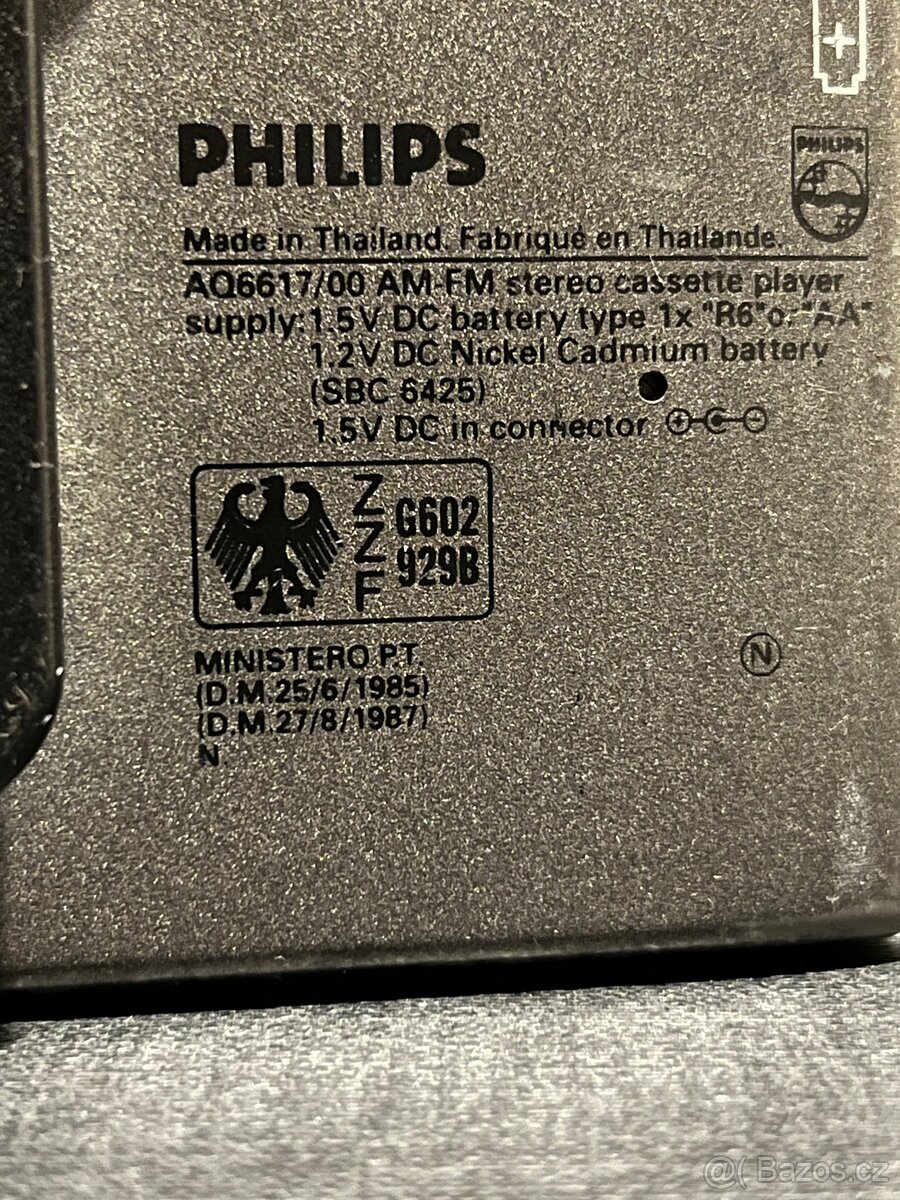 PHILIPS
PHILIPS
Made in Thailand. Fabriqué en Thailande.
AQ6617/00 AM-FM stereo cassette player
supply: 1.5V DC battery type 1x "R6" or "AA"
1.2V DC Nickel Cadmium battery
(SBC 6425)
1.5V DC in connector
ZZF G602
929B
MINISTERO P.T.
(D.M. 25/6/1985)
(D.M. 27/8/1987)
N
N
@( Bazos.cz